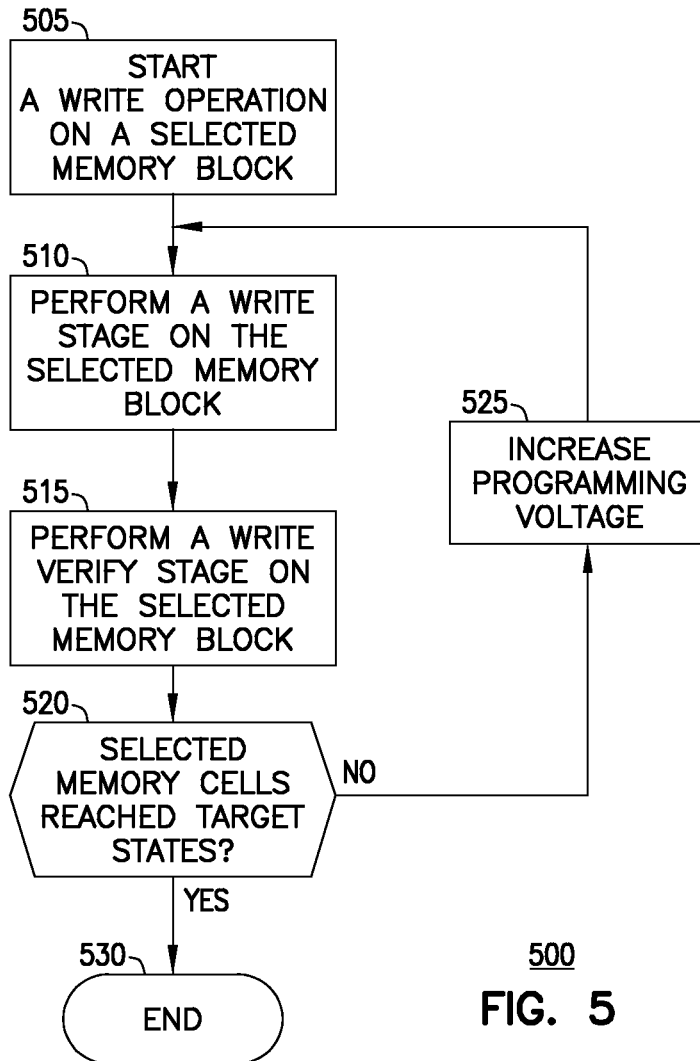 505
START
A WRITE OPERATION
ON A SELECTED
MEMORY BLOCK
510
PERFORM A WRITE
STAGE ON THE
SELECTED MEMORY
BLOCK
525
INCREASE
PROGRAMMING
VOLTAGE
515
PERFORM A WRITE
VERIFY STAGE ON
THE SELECTED
MEMORY BLOCK
520
SELECTED
MEMORY CELLS
REACHED TARGET
STATES?
NO
YES
530
END
500
FIG. 5